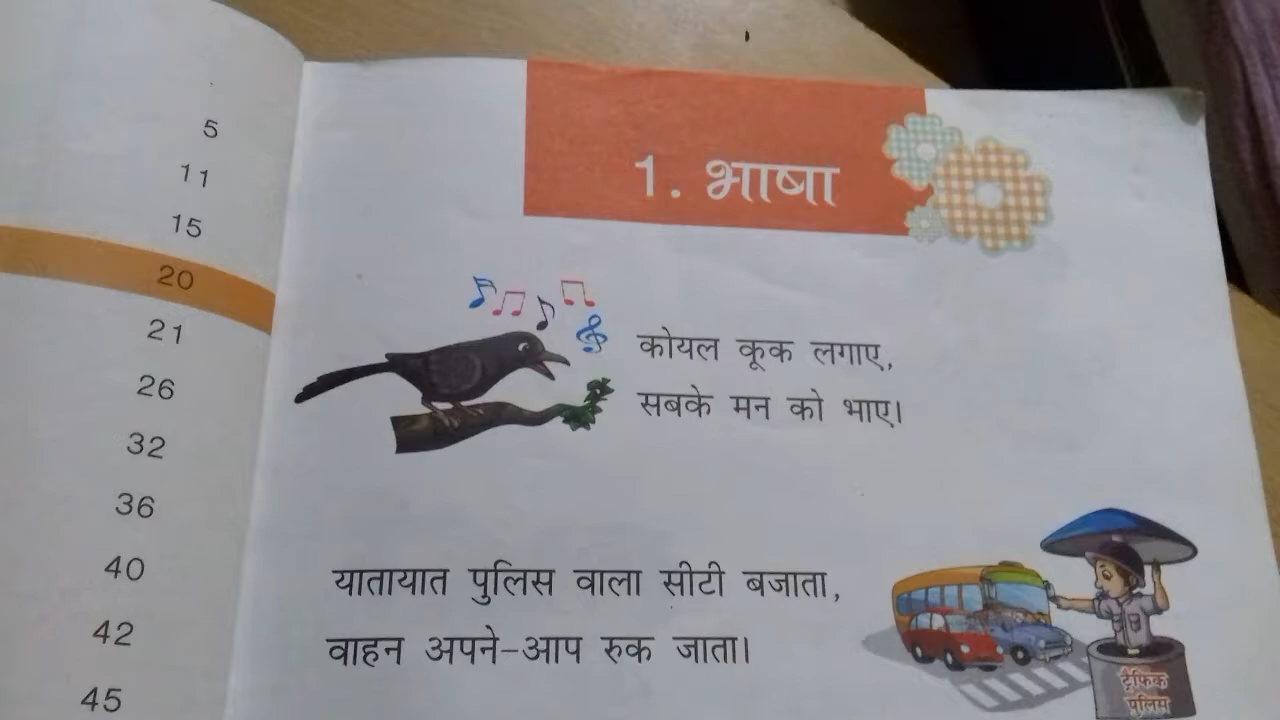 5
11
15
20
21
26
32
36
40
42
45
1. भाषा
कोयल कूक लगाए,
सबके मन को भाए।
यातायात पुलिस वाला सीटी बजाता,
वाहन अपने-आप रुक जाता।
ट्रैफिक
पुलिस